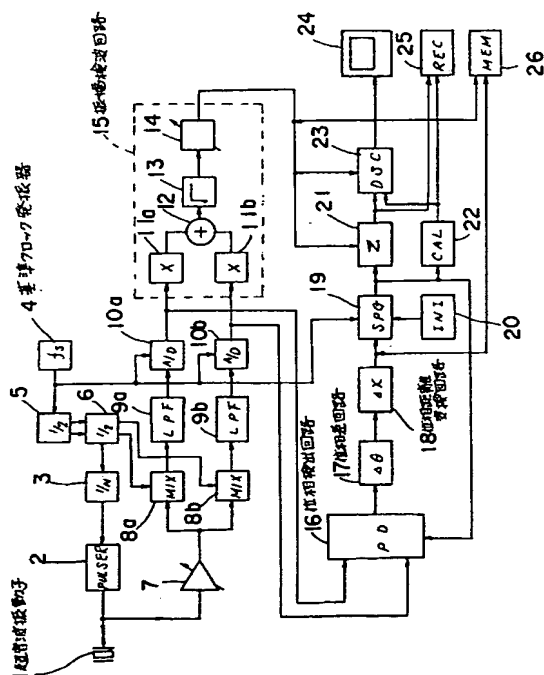 1 超音波振動子
2
PULSER
3
1/N
4 基準クロック発振器
fs
5
1/2
6
1/2
7
8a
MIX
8b
MIX
9a
LPF
9b
LPF
10a
A/D
10b
A/D
11a
X
11b
X
12
+
13
√
14
15 振幅検波回路
16 位相検出回路
PD
17 位相差回路
Δθ
18 位相距離変換回路
ΔX
19
SPG
20
INI
21
Z
22
CAL
23
DSC
24
25
REC
26
MEM